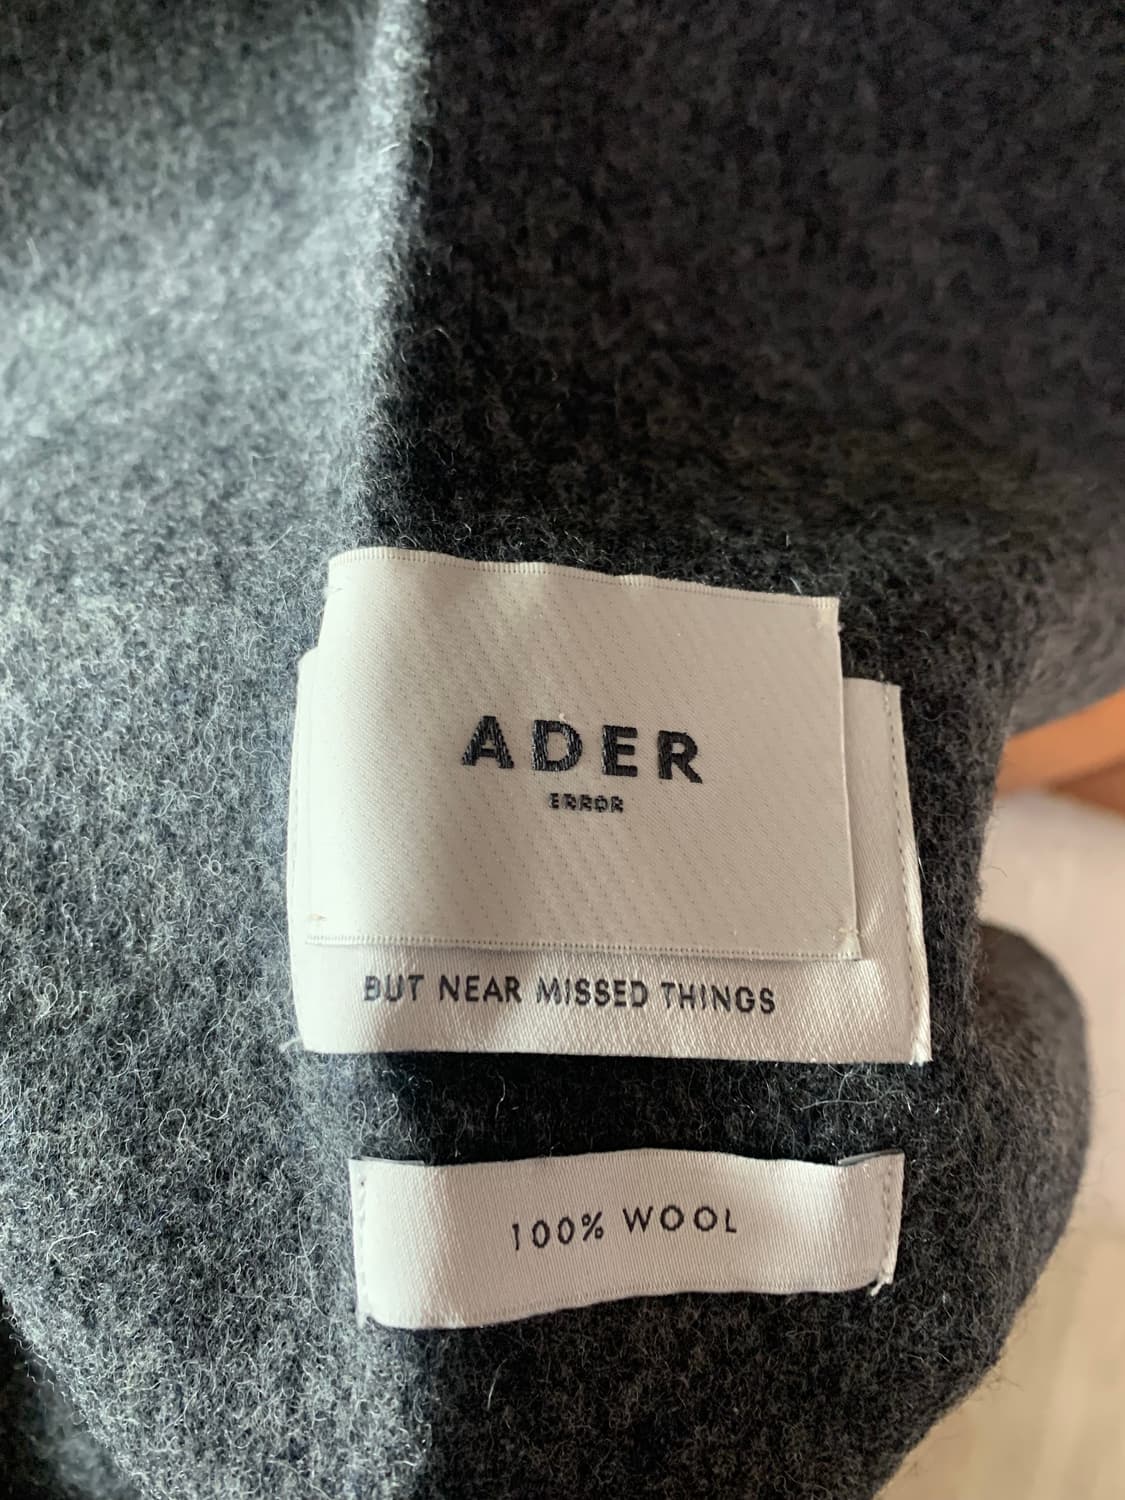 ADER
ERROR
BUT NEAR MISSED THINGS
100% WOOL